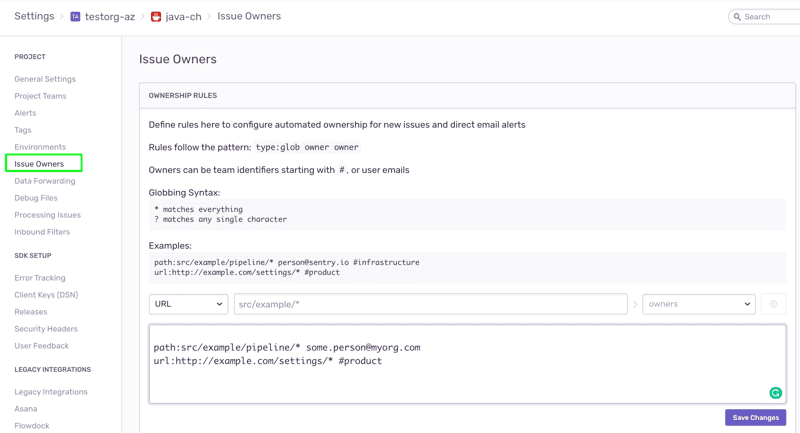 Settings > TA testorg-az > java-ch > Issue Owners
Search
PROJECT
General Settings
Project Teams
Alerts
Tags
Environments
Issue Owners
Data Forwarding
Debug Files
Processing Issues
Inbound Filters
SDK SETUP
Error Tracking
Client Keys (DSN)
Releases
Security Headers
User Feedback
LEGACY INTEGRATIONS
Legacy Integrations
Asana
Flowdock
Issue Owners
OWNERSHIP RULES
Define rules here to configure automated ownership for new issues and direct email alerts
Rules follow the pattern: type:glob owner owner
Owners can be team identifiers starting with #, or user emails
Globbing Syntax:
* matches everything
? matches any single character
Examples:
path:src/example/pipeline/* person@sentry.io #infrastructure
url:http://example.com/settings/* #product
URL src/example/* > owners
path:src/example/pipeline/* some.person@myorg.com
url:http://example.com/settings/* #product
Save Changes